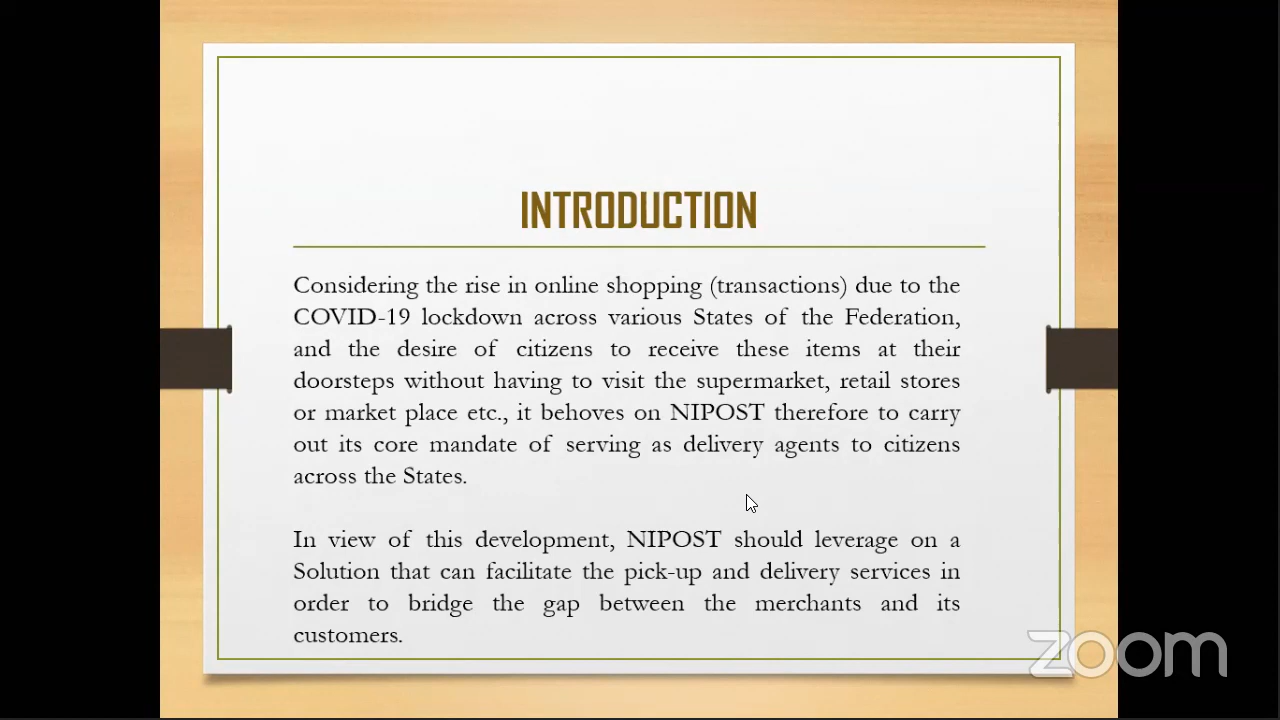 INTRODUCTION
Considering the rise in online shopping (transactions) due to the
COVID-19 lockdown across various States of the Federation,
and the desire of citizens to receive these items at their
doorsteps without having to visit the supermarket, retail stores
or market place etc., it behoves on NIPOST therefore to carry
out its core mandate of serving as delivery agents to citizens
across the States.
In view of this development, NIPOST should leverage on a
Solution that can facilitate the pick-up and delivery services in
order to bridge the gap between the merchants and its
customers.
zoom